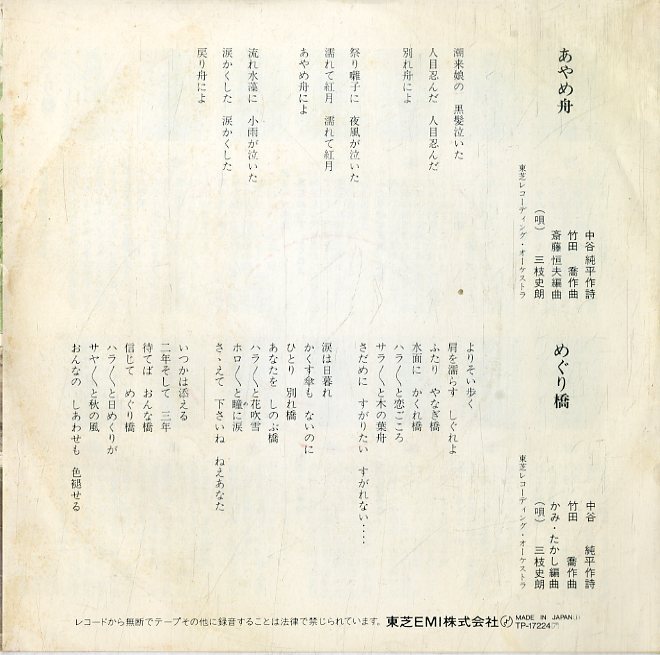 あやめ舟
中谷 純平作詩
竹田 喬作曲
斎藤恒夫編曲
(唄) 三枝史朗
東芝レコーディング・オーケストラ
潮来娘の 黒髪泣いた
人目忍んだ 人目忍んだ
別れ舟によ
祭り囃子に 夜風が泣いた
濡れて紅月 濡れて紅月
あやめ舟によ
流れ水藻に 小雨が泣いた
涙かくした 涙かくした
戻り舟によ
めぐり橋
中谷 純平作詩
竹田 喬作曲
かみ・たかし編曲
(唄) 三枝史朗
東芝レコーディング・オーケストラ
よりそい歩く
肩を濡らす しぐれよ
ふたり やなぎ橋
水面に かくれ橋
ハラ〳〵と恋ごころ
サラ〳〵と木の葉舟
さだめに すがりたい すがれない……
涙は日暮れ
かくす傘も ないのに
ひとり 別れ橋
あなたを しのぶ橋
ハラ〳〵と花吹雪
ホロ〳〵と瞳に涙
さゝえて 下さいね ねえあなた
いつかは添える
二年そして 三年
待てば おんな橋
信じて めぐり橋
ハラ〳〵と日めくりが
サヤ〳〵と秋の風
おんなの しあわせも 色褪せる
レコードから無断でテープその他に録音することは法律で禁じられています。 東芝EMI株式会社 MADE IN JAPAN
TP-17224